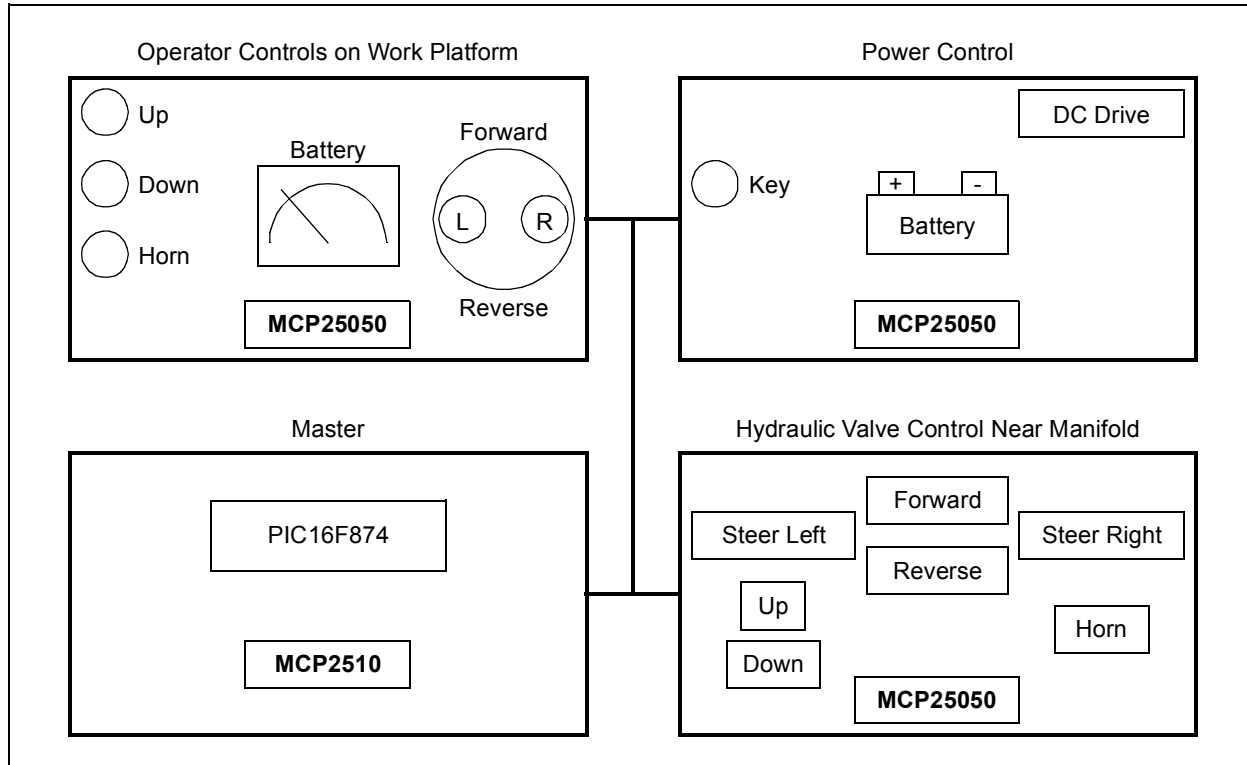 Operator Controls on Work Platform
Up
Down
Horn
Battery
Forward
L
R
Reverse
MCP25050
Power Control
DC Drive
Key
+
-
Battery
MCP25050
Master
PIC16F874
MCP2510
Hydraulic Valve Control Near Manifold
Forward
Steer Left
Steer Right
Reverse
Up
Down
Horn
MCP25050